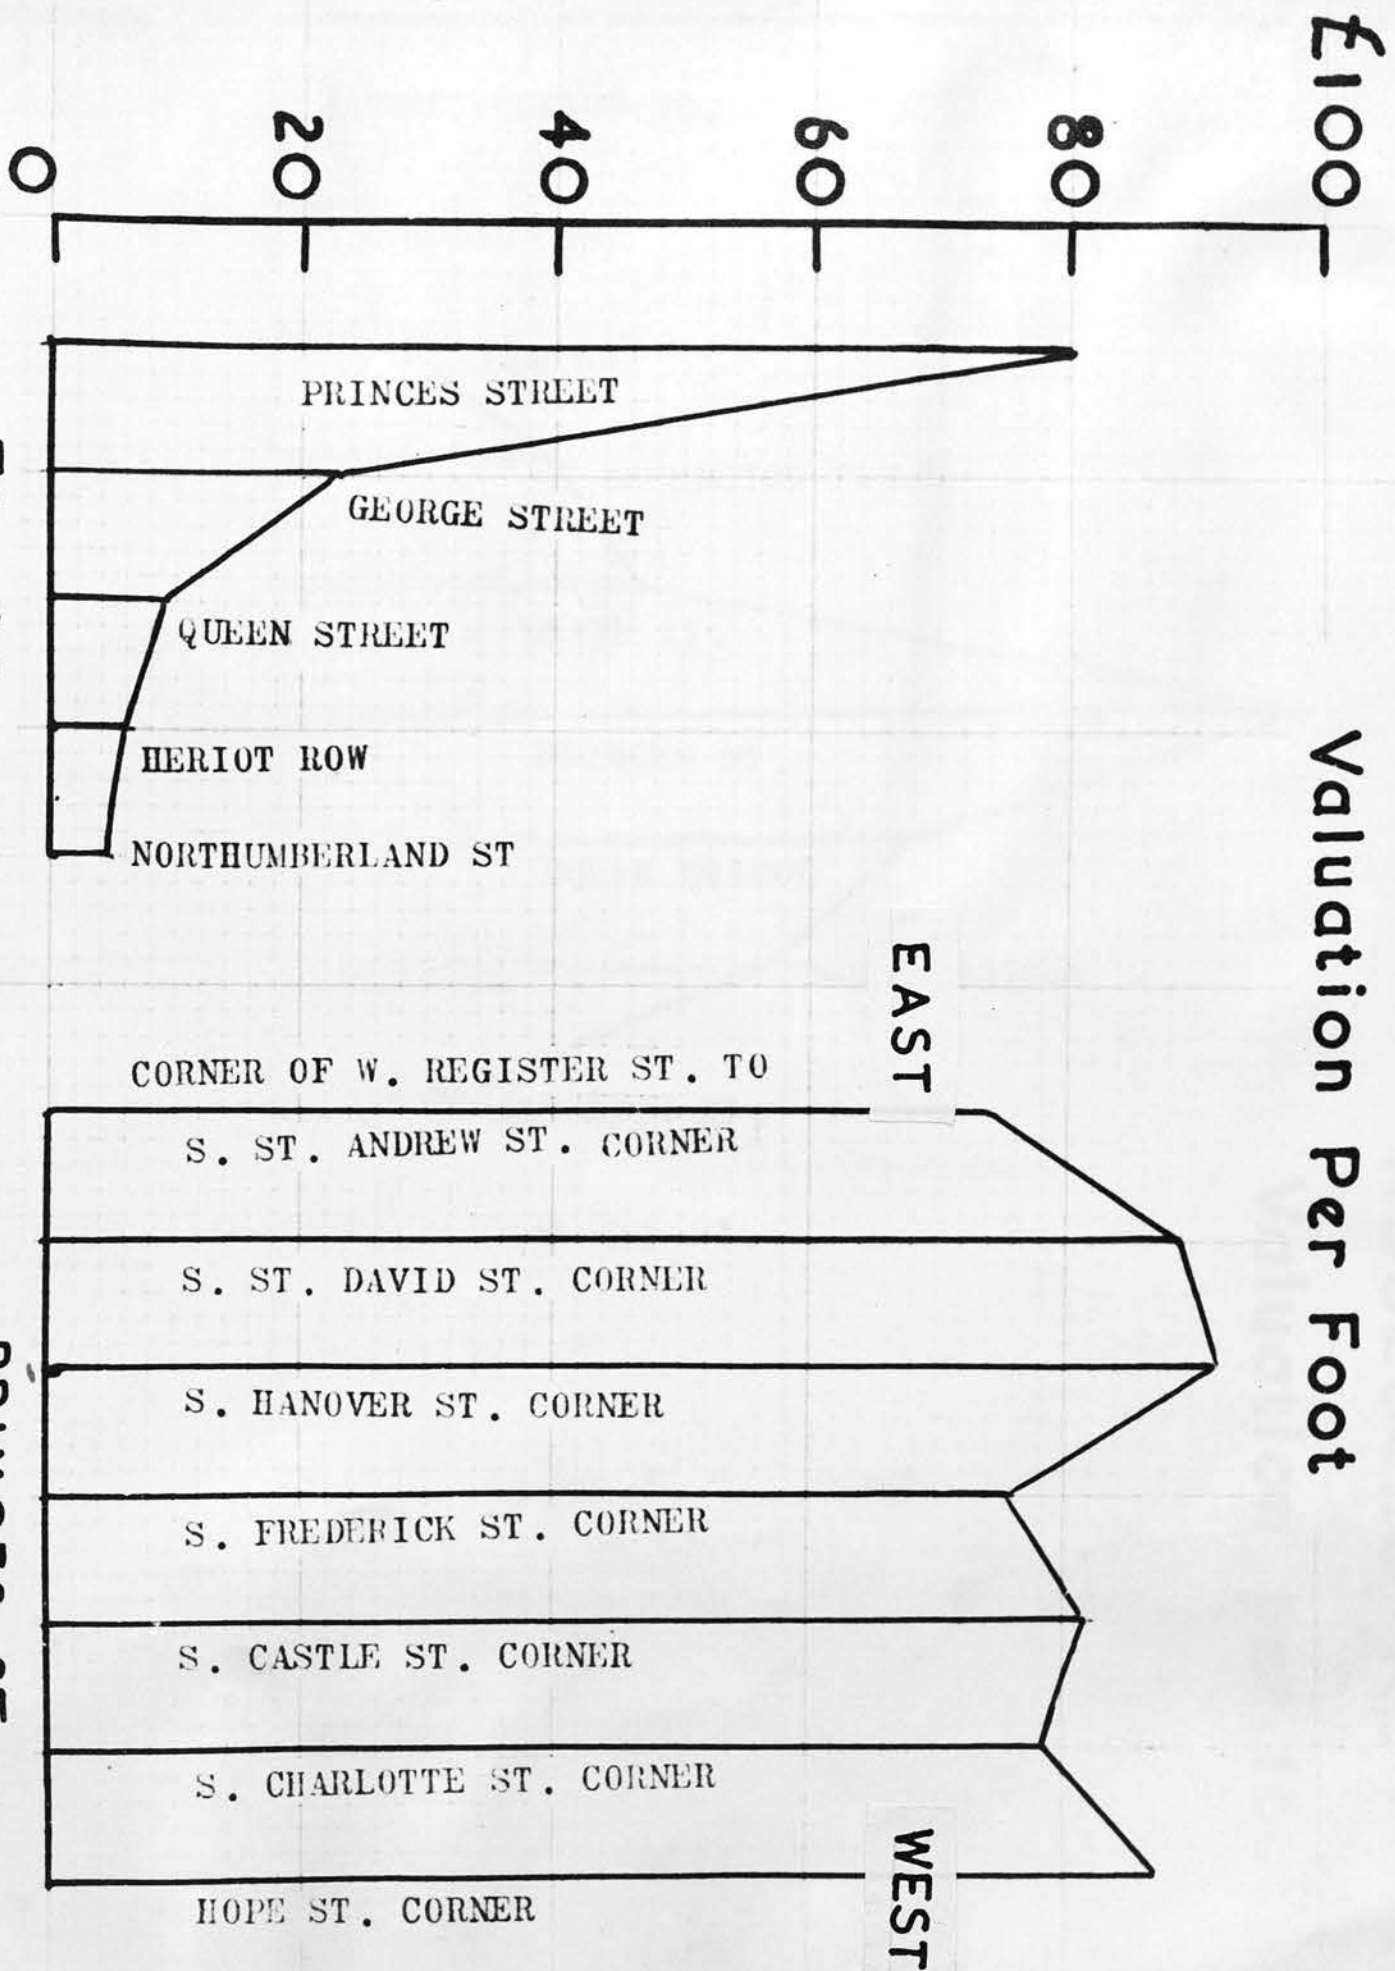 £100
80
60
40
20
0
Valuation Per Foot
PRINCES STREET
GEORGE STREET
QUEEN STREET
HERIOT ROW
NORTHUMBERLAND ST
EAST
CORNER OF W. REGISTER ST. TO
S. ST. ANDREW ST. CORNER
S. ST. DAVID ST. CORNER
S. HANOVER ST. CORNER
S. FREDERICK ST. CORNER
S. CASTLE ST. CORNER
S. CHARLOTTE ST. CORNER
HOPE ST. CORNER
WEST